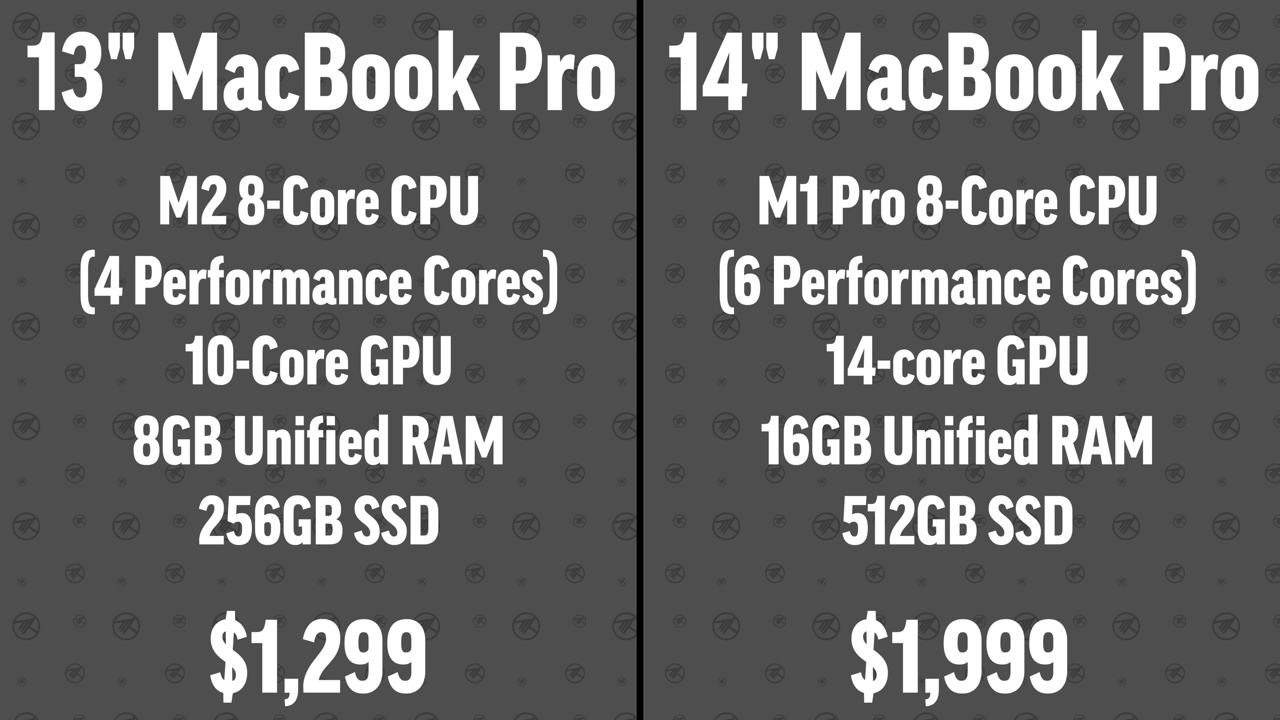 13" MacBook Pro
M2 8-Core CPU
(4 Performance Cores)
10-Core GPU
8GB Unified RAM
256GB SSD
$1,299
14" MacBook Pro
M1 Pro 8-Core CPU
(6 Performance Cores)
14-core GPU
16GB Unified RAM
512GB SSD
$1,999